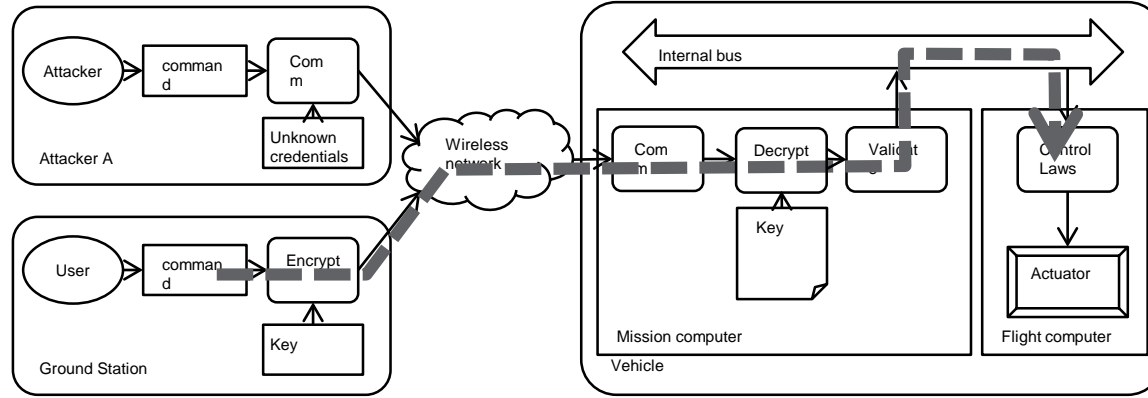 Attacker
comman
d
Com
m
Unknown
credentials
Attacker A
User
comman
d
Encrypt
Key
Ground Station
Wireless
network
Internal bus
Com
m
Decrypt
Validat
e
Key
Mission computer
Control
Laws
Actuator
Flight computer
Vehicle